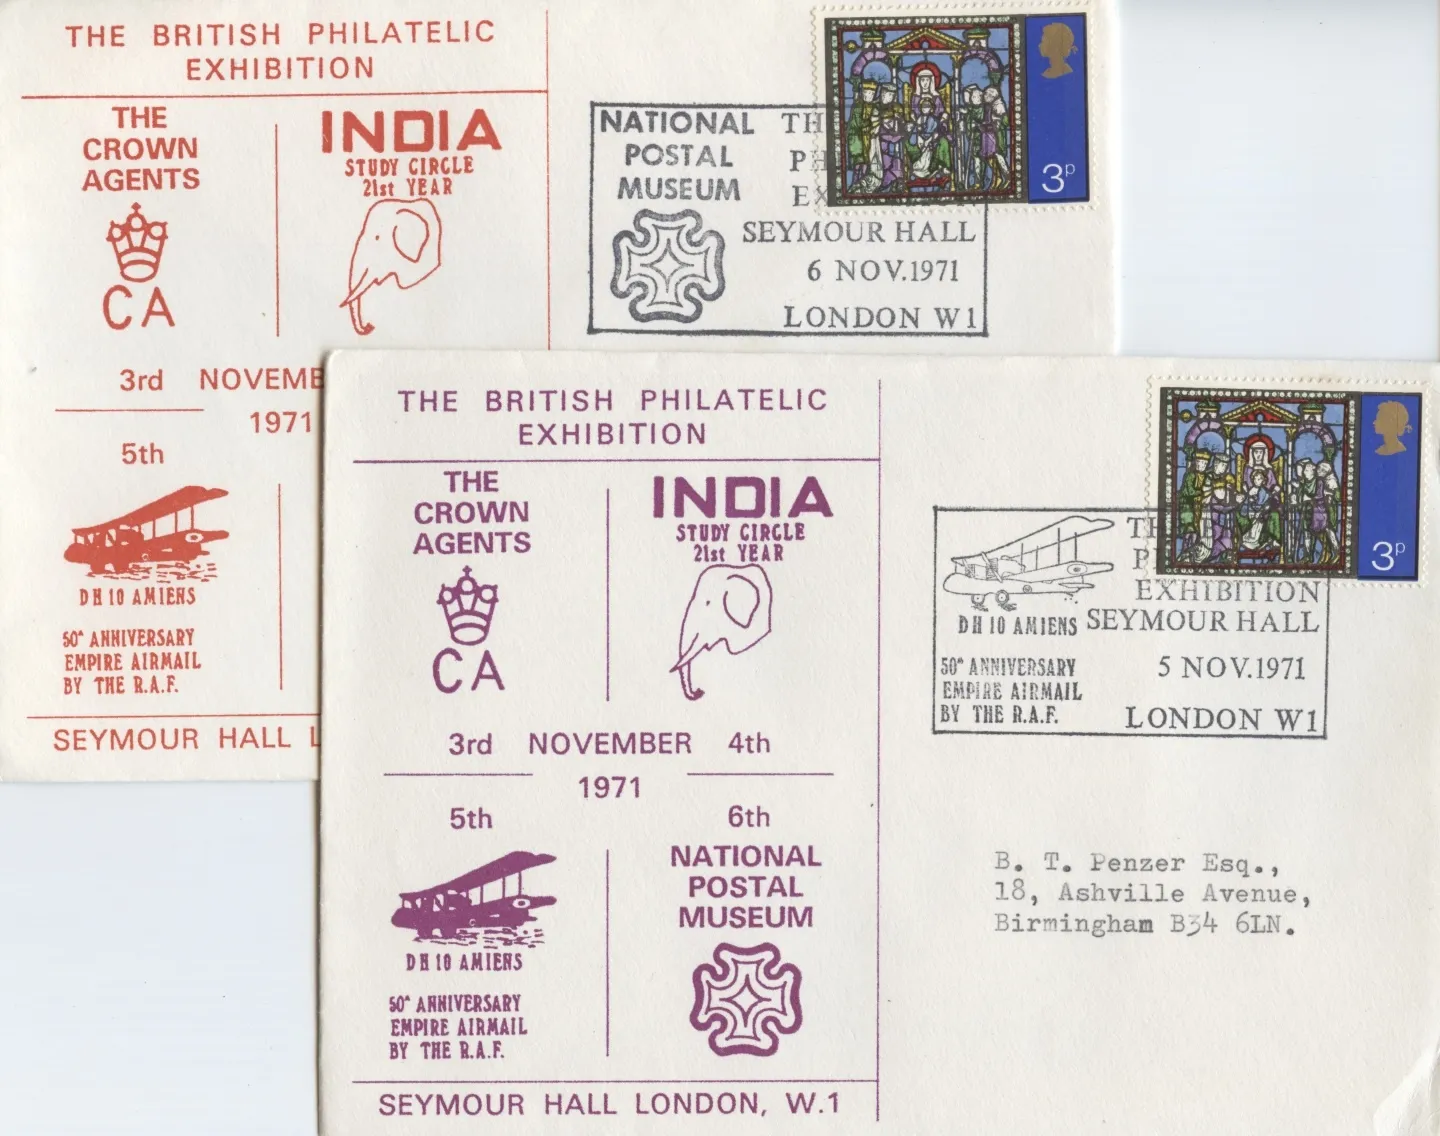 THE BRITISH PHILATELIC
EXHIBITION
THE
CROWN
AGENTS
CA
INDIA
STUDY CIRCLE
21st YEAR
3rd NOVEMB
1971
5th
DH 10 AMIENS
50th ANNIVERSARY
EMPIRE AIRMAIL
BY THE R.A.F.
SEYMOUR HALL L
NATIONAL
POSTAL
MUSEUM
TH
PH
EX
SEYMOUR HALL
6 NOV.1971
LONDON W1
3p
THE BRITISH PHILATELIC
EXHIBITION
THE
CROWN
AGENTS
CA
INDIA
STUDY CIRCLE
21st YEAR
3rd NOVEMBER 4th
1971
5th 6th
DH 10 AMIENS
50th ANNIVERSARY
EMPIRE AIRMAIL
BY THE R.A.F.
NATIONAL
POSTAL
MUSEUM
SEYMOUR HALL LONDON, W.1
3p
EXHIBITION
DH 10 AMIENS SEYMOUR HALL
50th ANNIVERSARY
EMPIRE AIRMAIL
BY THE R.A.F.
5 NOV.1971
LONDON W1
B. T. Penzer Esq.,
18, Ashville Avenue,
Birmingham B34 6LN.